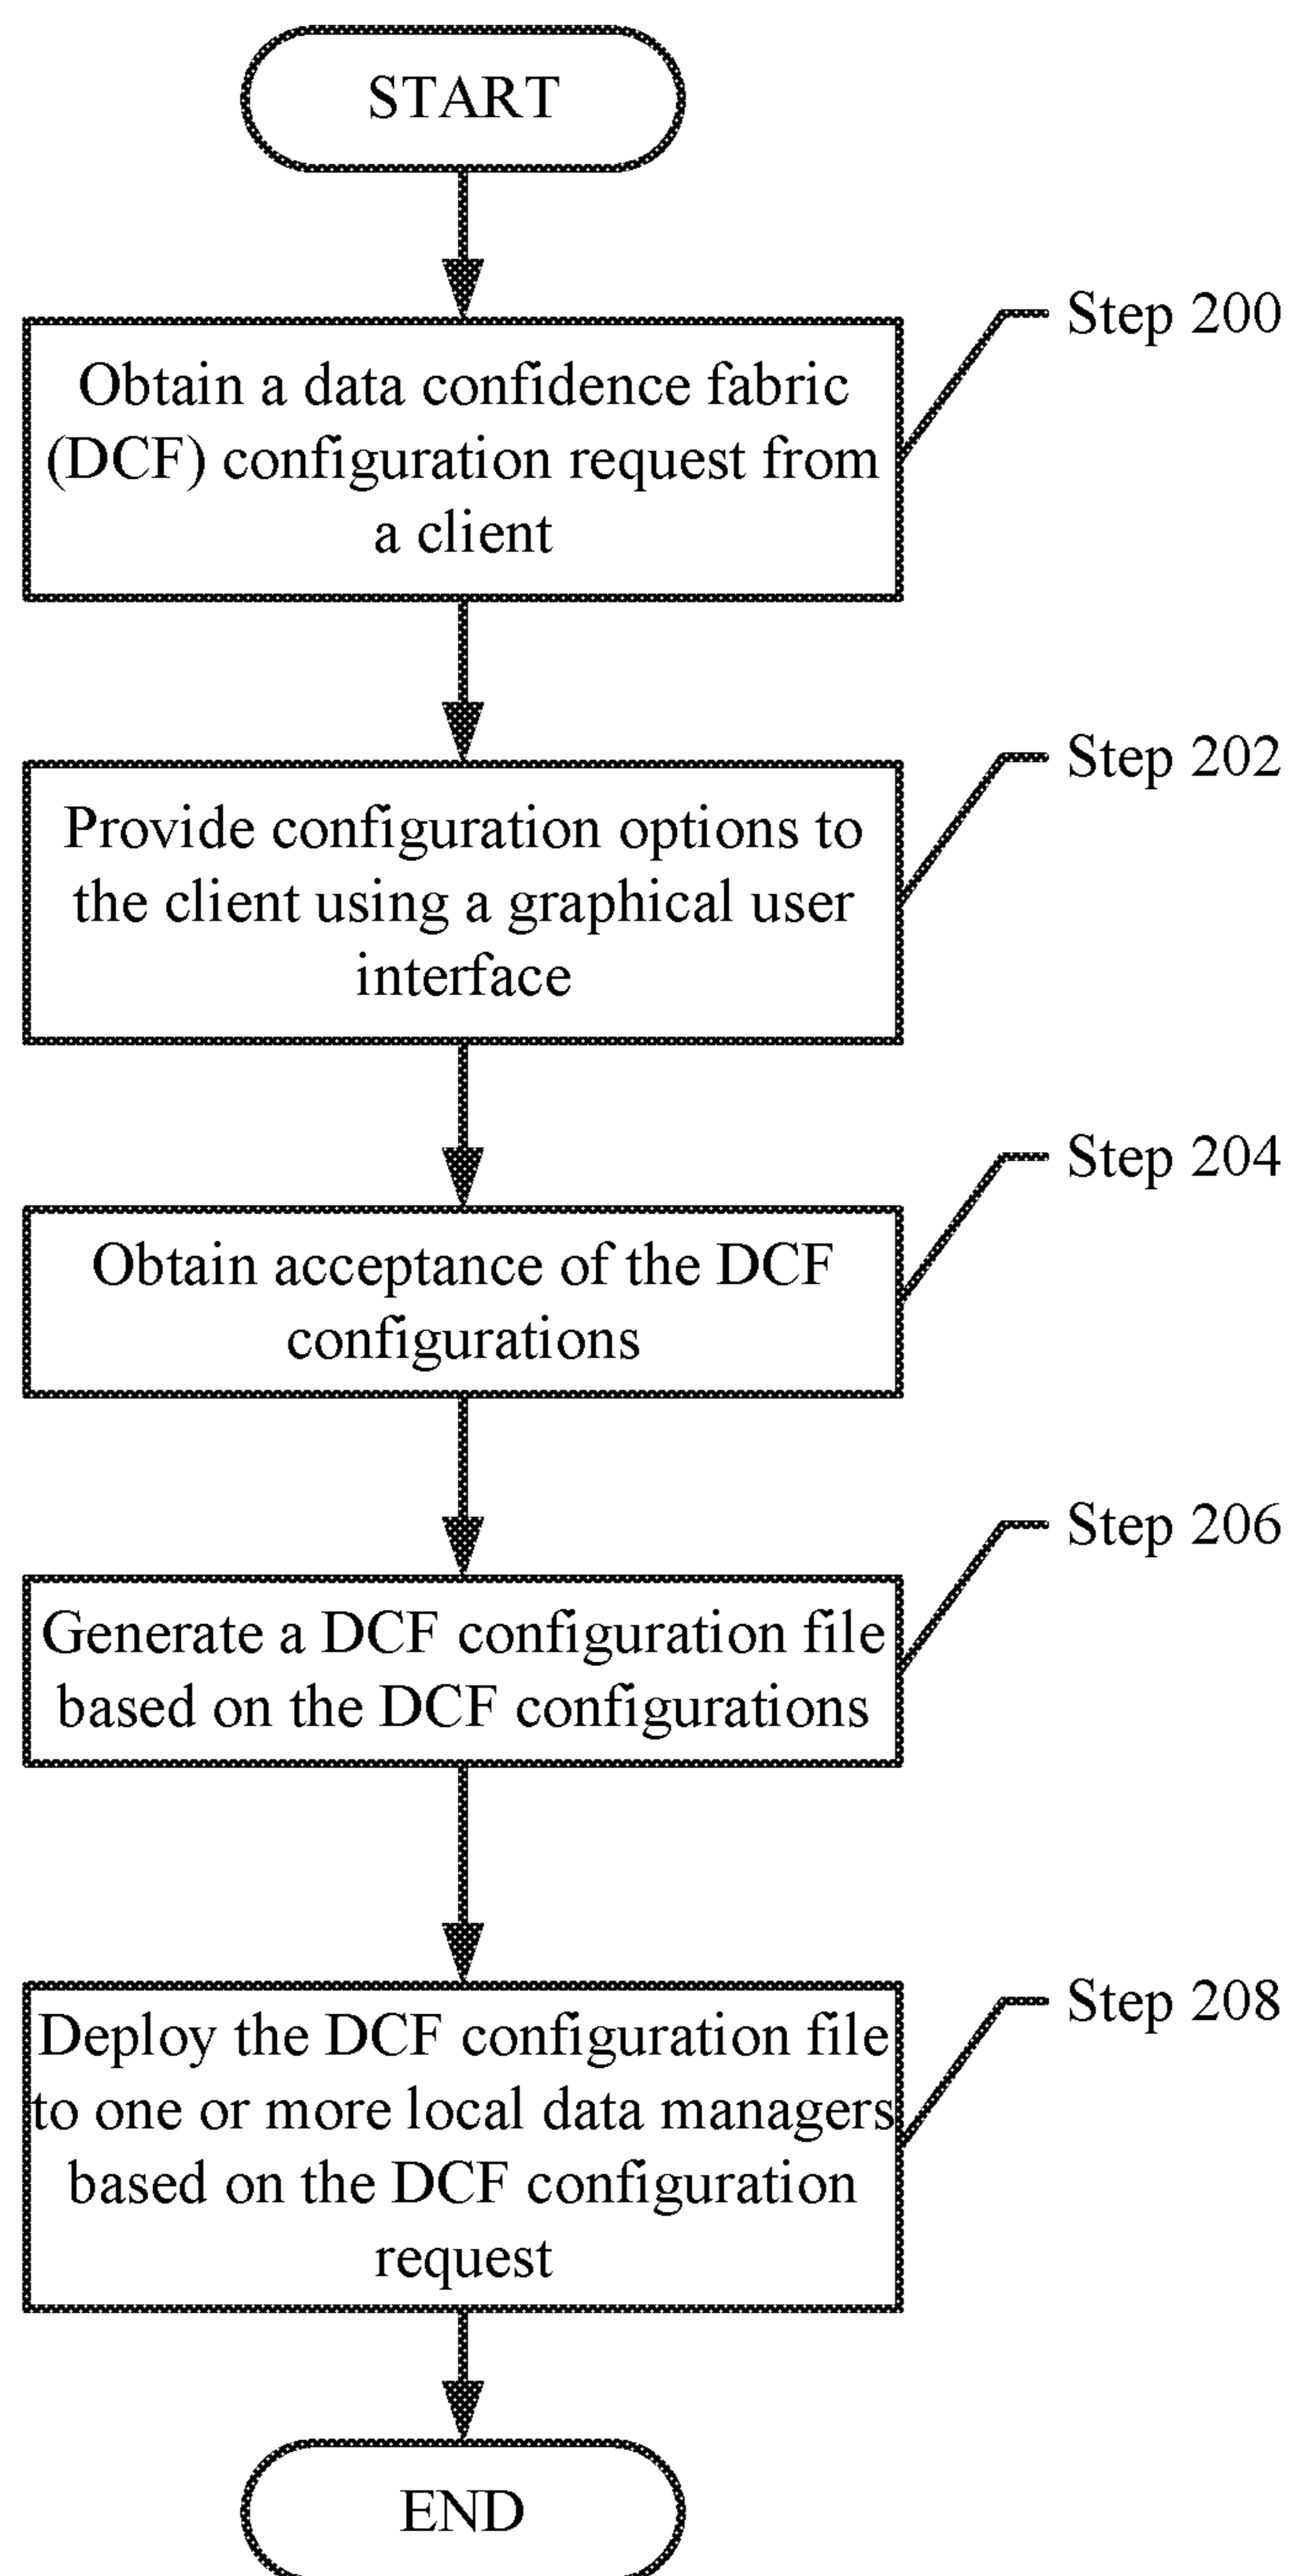 START
Step 200
Obtain a data confidence fabric
(DCF) configuration request from
a client
Step 202
Provide configuration options to
the client using a graphical user
interface
Step 204
Obtain acceptance of the DCF
configurations
Step 206
Generate a DCF configuration file
based on the DCF configurations
Step 208
Deploy the DCF configuration file
to one or more local data managers
based on the DCF configuration
request
END